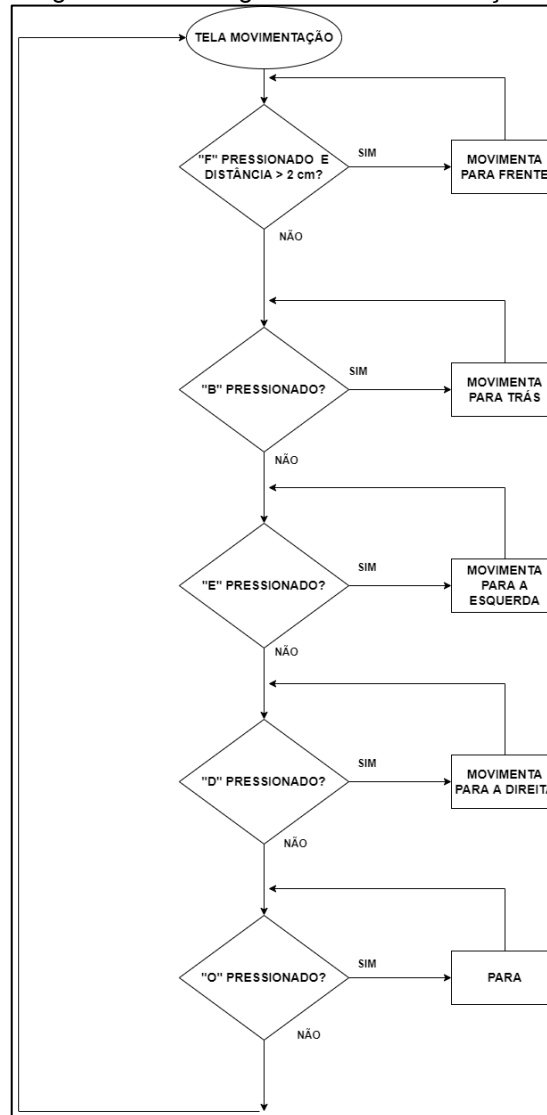 TELA MOVIMENTAÇÃO
"F" PRESSIONADO E
DISTÂNCIA > 2 cm?
SIM
MOVIMENTA
PARA FRENTE
NÃO
"B" PRESSIONADO?
SIM
MOVIMENTA
PARA TRÁS
NÃO
"E" PRESSIONADO?
SIM
MOVIMENTA
PARA A
ESQUERDA
NÃO
"D" PRESSIONADO?
SIM
MOVIMENTA
PARA A DIREITA
NÃO
"O" PRESSIONADO?
SIM
PARA
NÃO